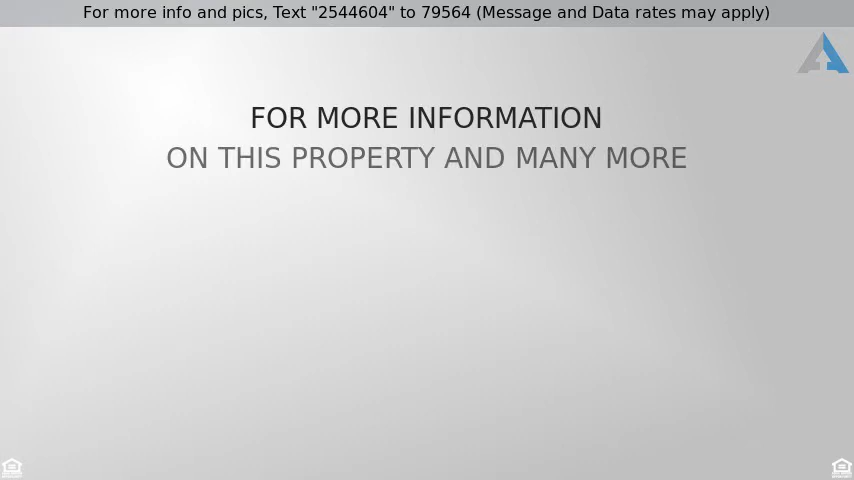 For more info and pics, Text "2544604" to 79564 (Message and Data rates may apply)
FOR MORE INFORMATION
ON THIS PROPERTY AND MANY MORE